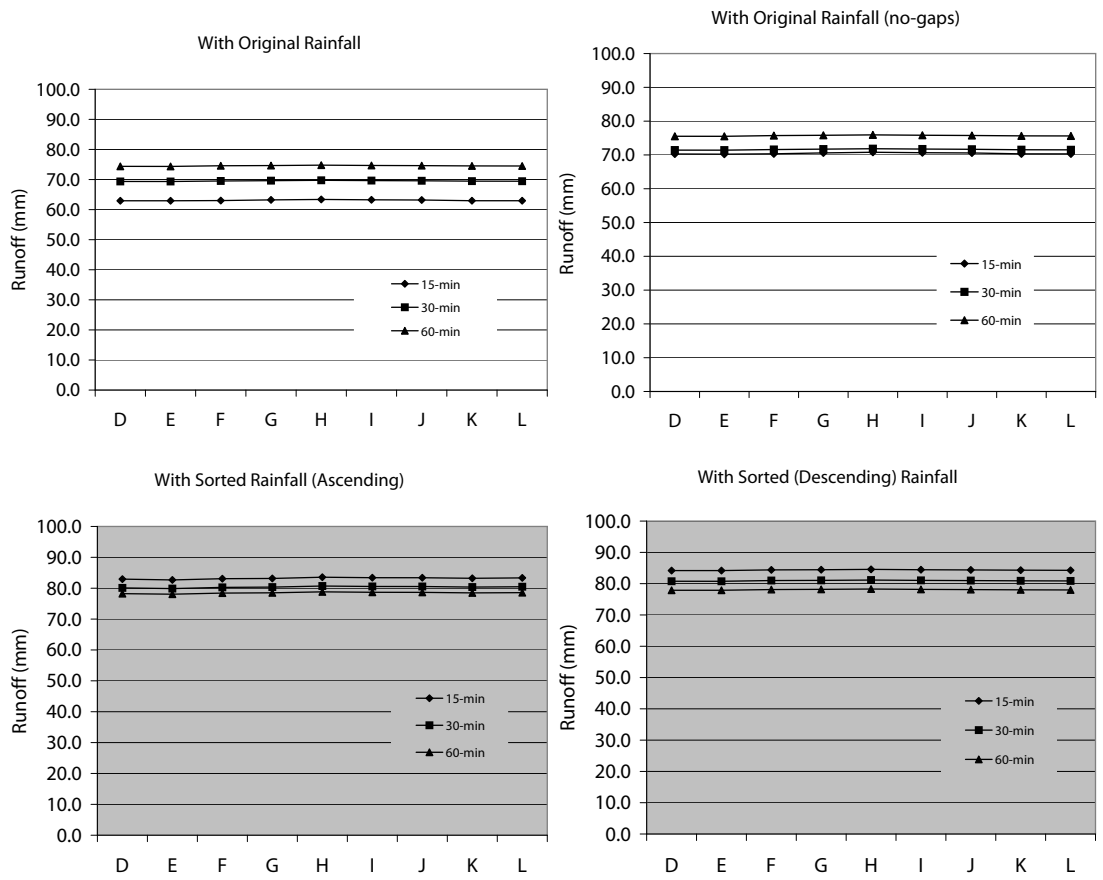 With Original Rainfall
100.0
90.0
80.0
70.0
60.0
50.0
40.0
30.0
20.0
10.0
0.0
Runoff (mm)
15-min
30-min
60-min
D E F G H I J K L
With Original Rainfall (no-gaps)
100.0
90.0
80.0
70.0
60.0
50.0
40.0
30.0
20.0
10.0
0.0
Runoff (mm)
15-min
30-min
60-min
D E F G H I J K L
With Sorted Rainfall (Ascending)
100.0
90.0
80.0
70.0
60.0
50.0
40.0
30.0
20.0
10.0
0.0
Runoff (mm)
15-min
30-min
60-min
D E F G H I J K L
With Sorted (Descending) Rainfall
100.0
90.0
80.0
70.0
60.0
50.0
40.0
30.0
20.0
10.0
0.0
Runoff (mm)
15-min
30-min
60-min
D E F G H I J K L